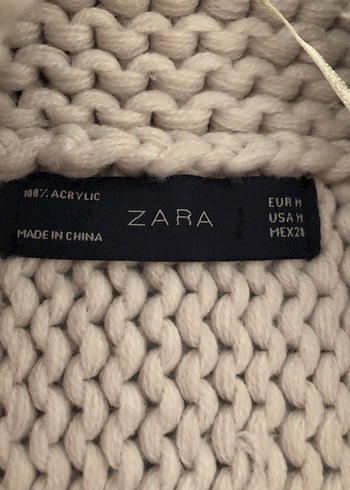 100% ACRYLIC
MADE IN CHINA
ZARA
EUR M
USA M
MEX 28